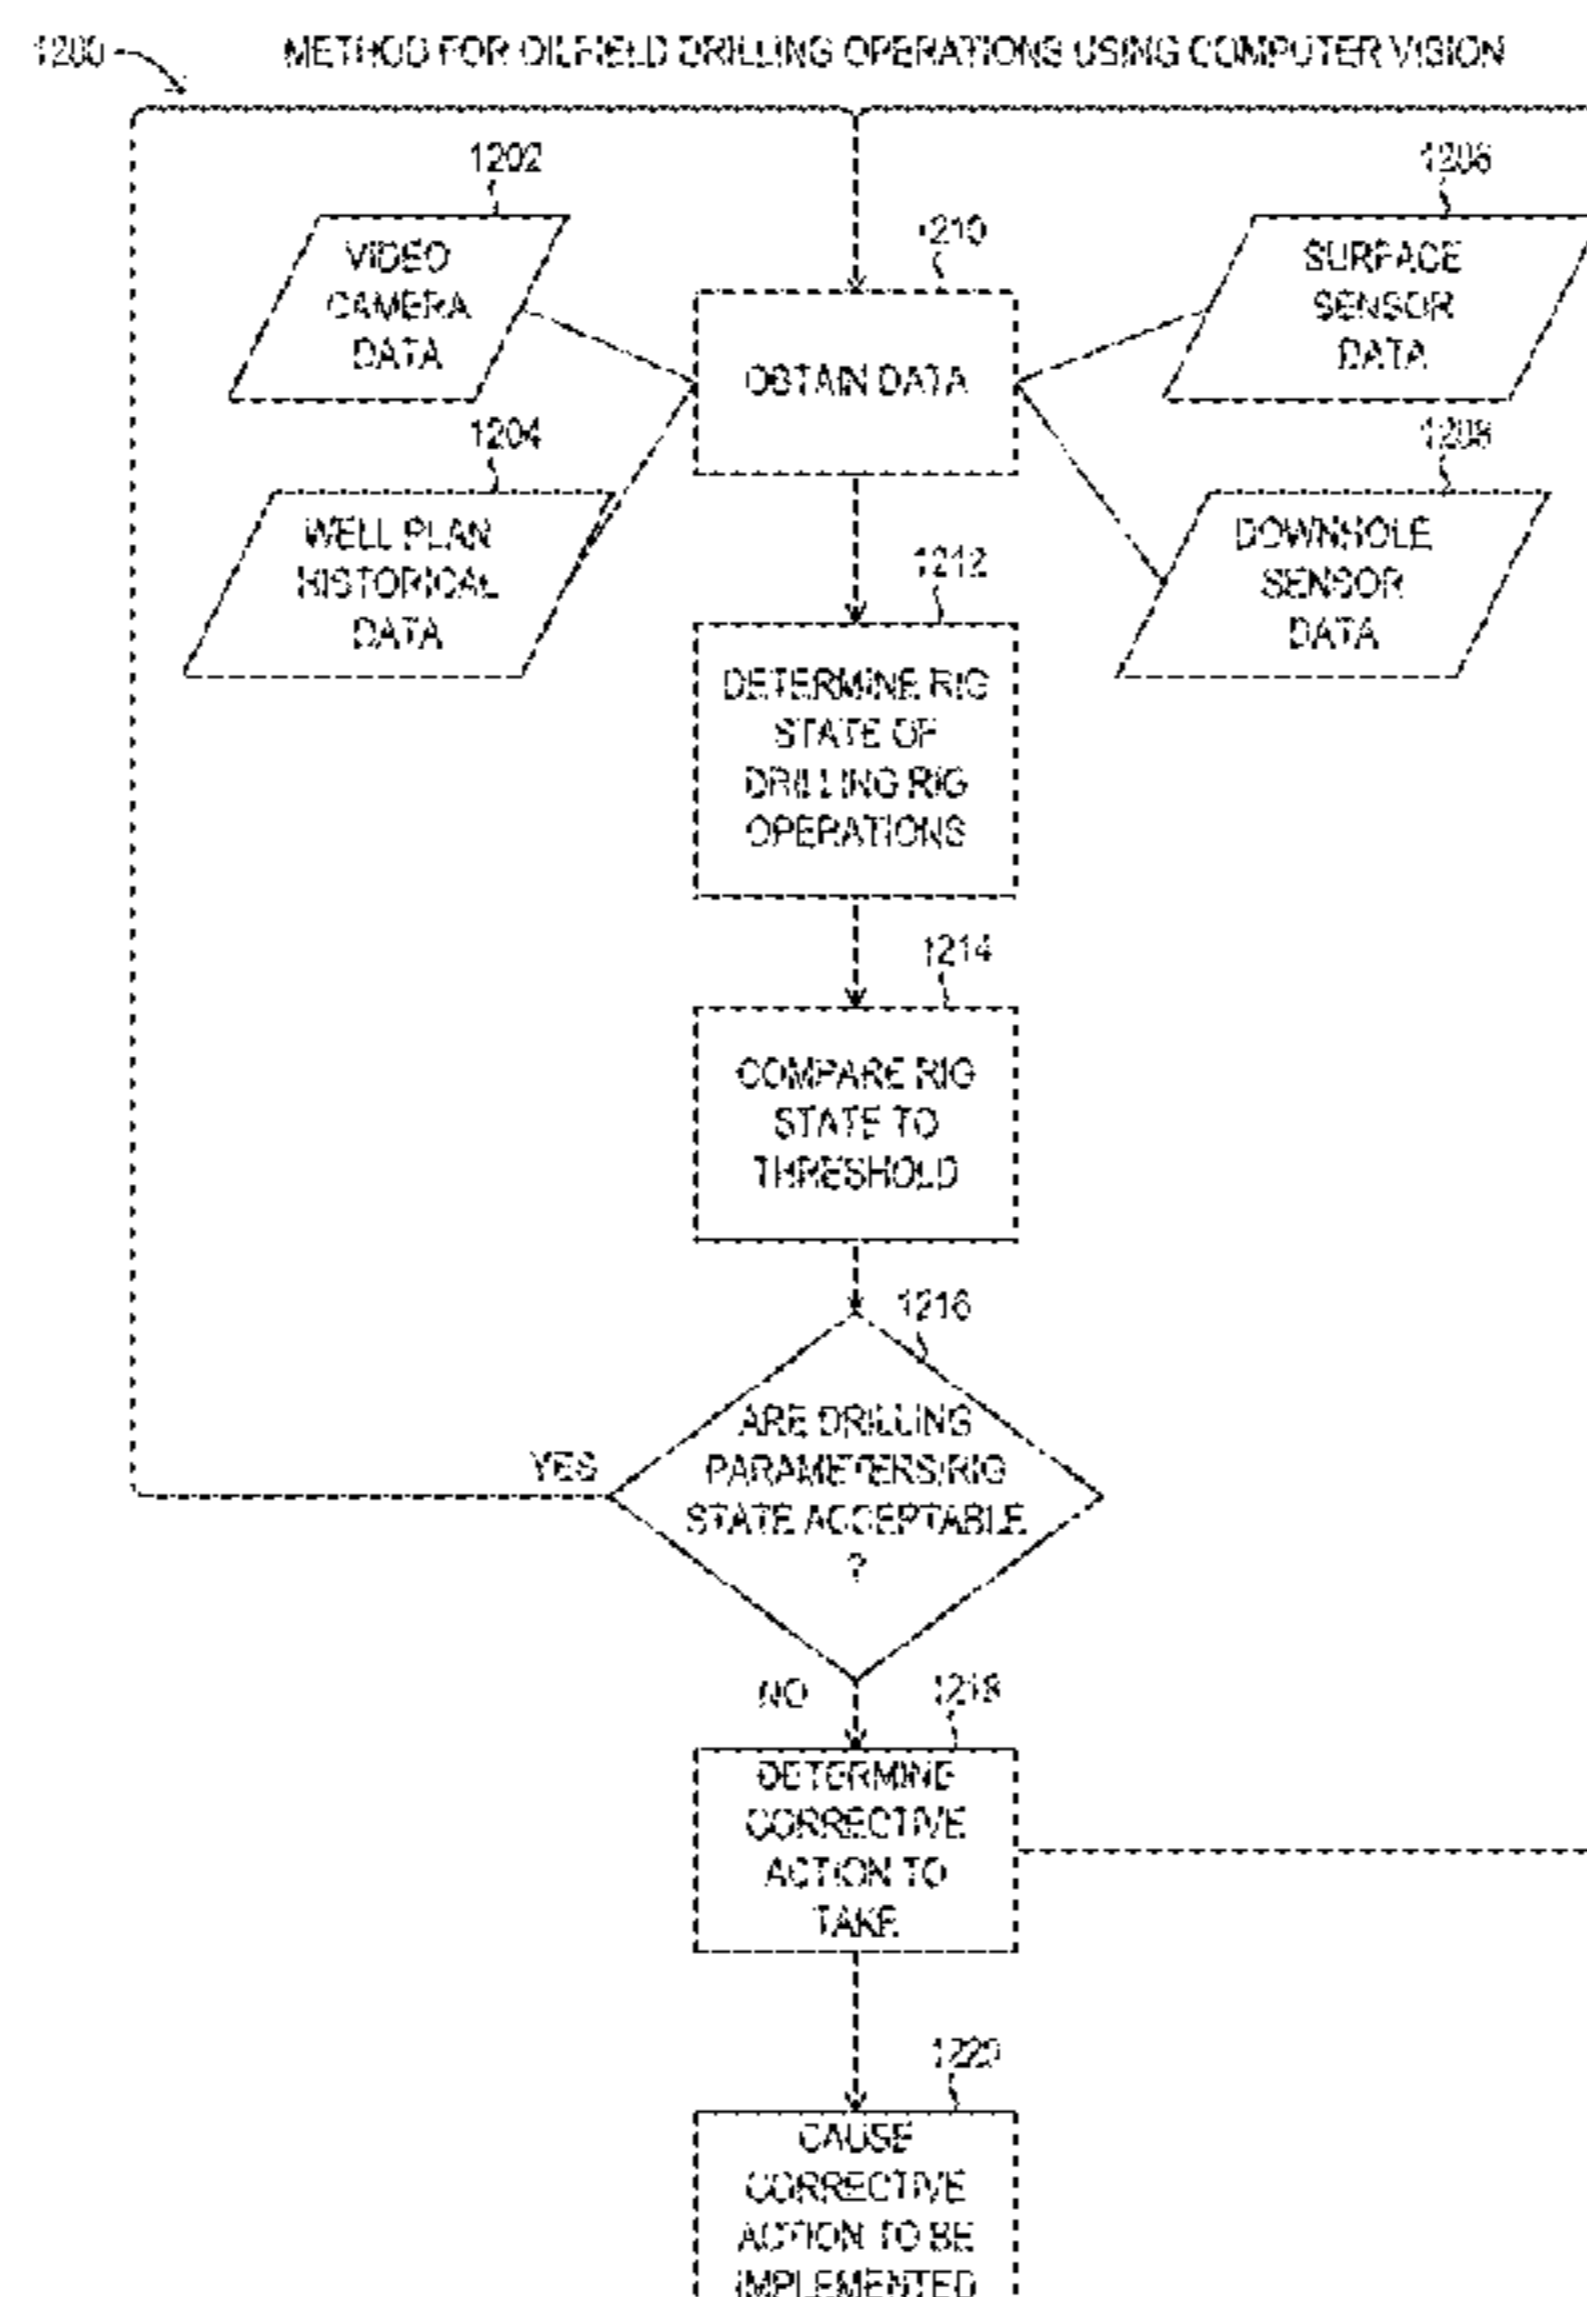 1200
METHOD FOR OILFIELD DRILLING OPERATIONS USING COMPUTER VISION
1202
VIDEO
CAMERA
DATA
1206
SURFACE
SENSOR
DATA
1210
OBTAIN DATA
1204
WELL PLAN
HISTORICAL
DATA
1208
DOWNHOLE
SENSOR
DATA
1212
DETERMINE RIG
STATE OF
DRILLING RIG
OPERATIONS
1214
COMPARE RIG
STATE TO
THRESHOLD
1216
ARE DRILLING
PARAMETERS/RIG
STATE ACCEPTABLE
?
YES
NO
1218
DETERMINE
CORRECTIVE
ACTION TO
TAKE
1220
CAUSE
CORRECTIVE
ACTION TO BE
IMPLEMENTED